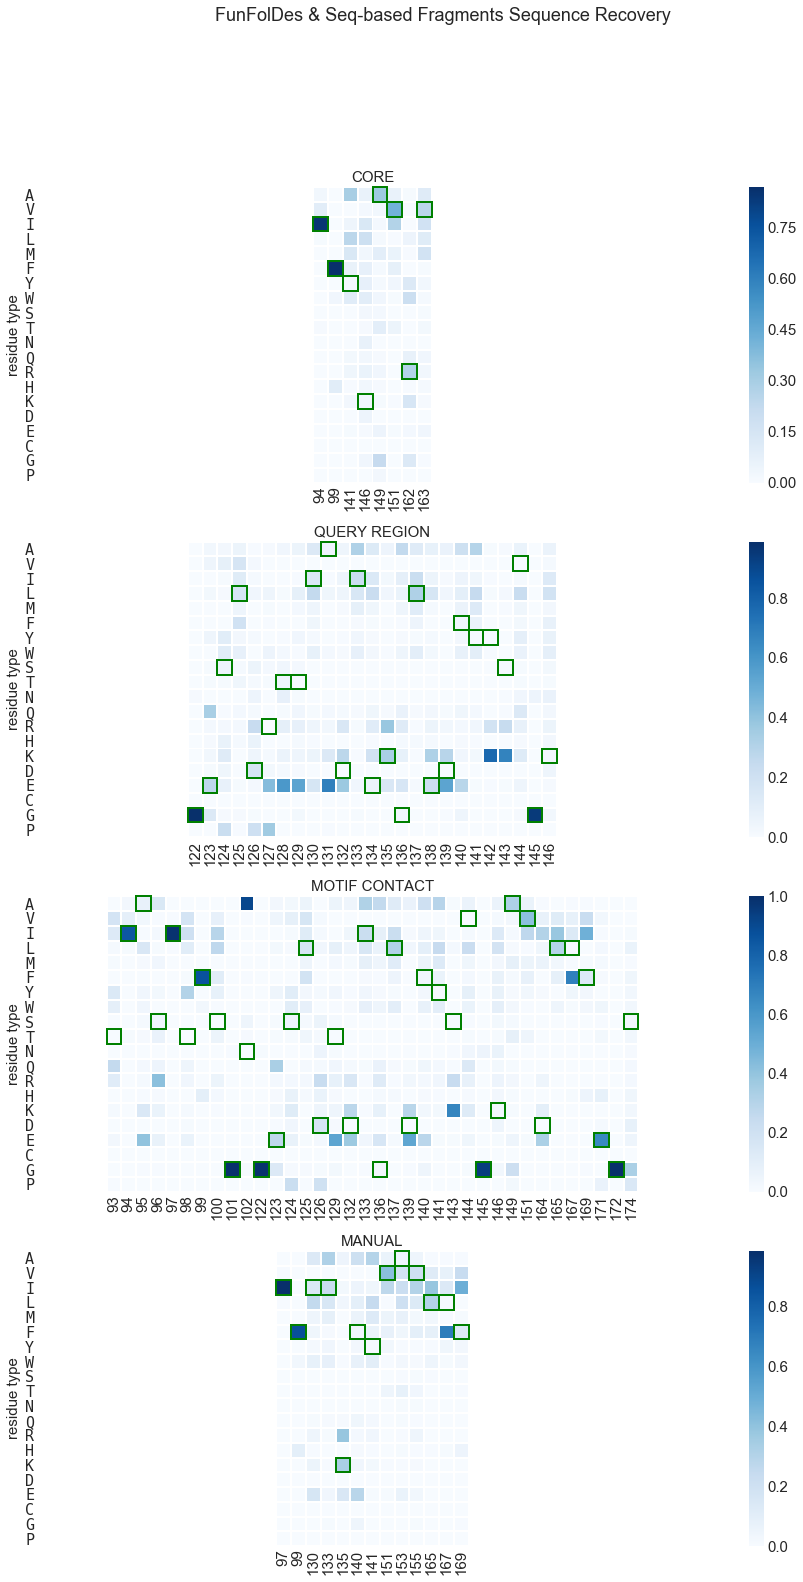 FunFolDes & Seq-based Fragments Sequence Recovery
CORE
residue type
A
V
I
L
M
F
Y
W
S
T
N
Q
R
H
K
D
E
C
G
P
94 99 141 146 149 151 162 163
0.75
0.60
0.45
0.30
0.15
0.00
QUERY REGION
residue type
A
V
I
L
M
F
Y
W
S
T
N
Q
R
H
K
D
E
C
G
P
122 123 124 125 126 127 128 129 130 131 132 133 134 135 136 137 138 139 140 141 142 143 144 145 146
0.8
0.6
0.4
0.2
0.0
MOTIF CONTACT
residue type
A
V
I
L
M
F
Y
W
S
T
N
Q
R
H
K
D
E
C
G
P
93 94 95 96 97 98 99 100 101 102 122 123 124 125 126 129 132 133 136 137 139 140 141 143 144 145 146 149 151 164 165 167 169 171 172 174
1.0
0.8
0.6
0.4
0.2
0.0
MANUAL
residue type
A
V
I
L
M
F
Y
W
S
T
N
Q
R
H
K
D
E
C
G
P
97 99 130 133 135 140 141 151 153 155 165 167 169
0.8
0.6
0.4
0.2
0.0